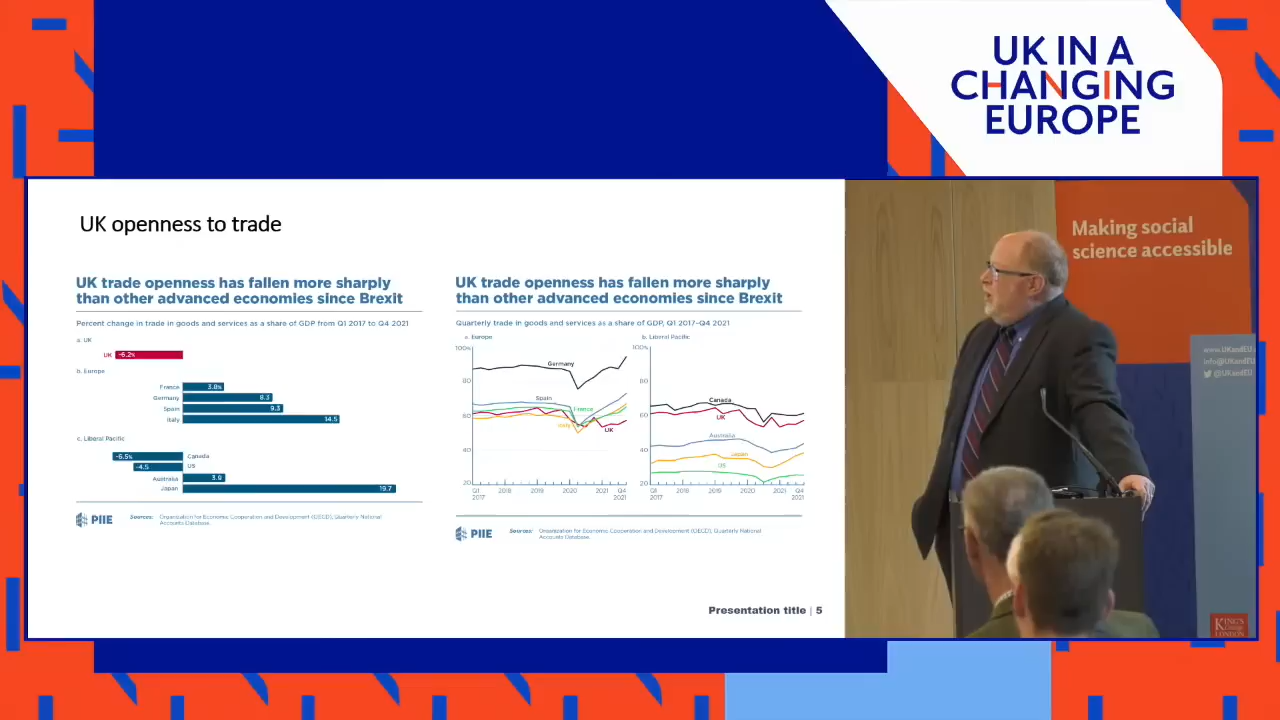 UK IN A
CHANGING
EUROPE
UK openness to trade
UK trade openness has fallen more sharply
than other advanced economies since Brexit
Percent change in trade in goods and services as a share of GDP from Q1 2017 to Q4 2021
a. UK
UK -6.2%
b. Europe
France 3.8%
Germany 8.3
Spain 9.3
Italy 14.5
c. Liberal Pacific
-6.5% Canada
-4.5 US
Australia 3.9
Japan 19.7
PIIE
Sources: Organization for Economic Cooperation and Development (OECD), Quarterly National
Accounts Database.
UK trade openness has fallen more sharply
than other advanced economies since Brexit
Quarterly trade in goods and services as a share of GDP, Q1 2017–Q4 2021
a. Europe
100%
80
60
40
20
Germany
Spain
France
Italy
UK
Q1 2018 2019 2020 2021 Q4
2017 2021
b. Liberal Pacific
100%
80
60
40
20
Canada
UK
Australia
Japan
US
Q1 2018 2019 2020 2021 Q4
2017 2021
PIIE
Sources: Organization for Economic Cooperation and Development (OECD), Quarterly National
Accounts Database.
Presentation title | 5
Making social
science accessible
www.UKandEU
info@UKandEU
@UKandEU
KING'S
College
LONDON